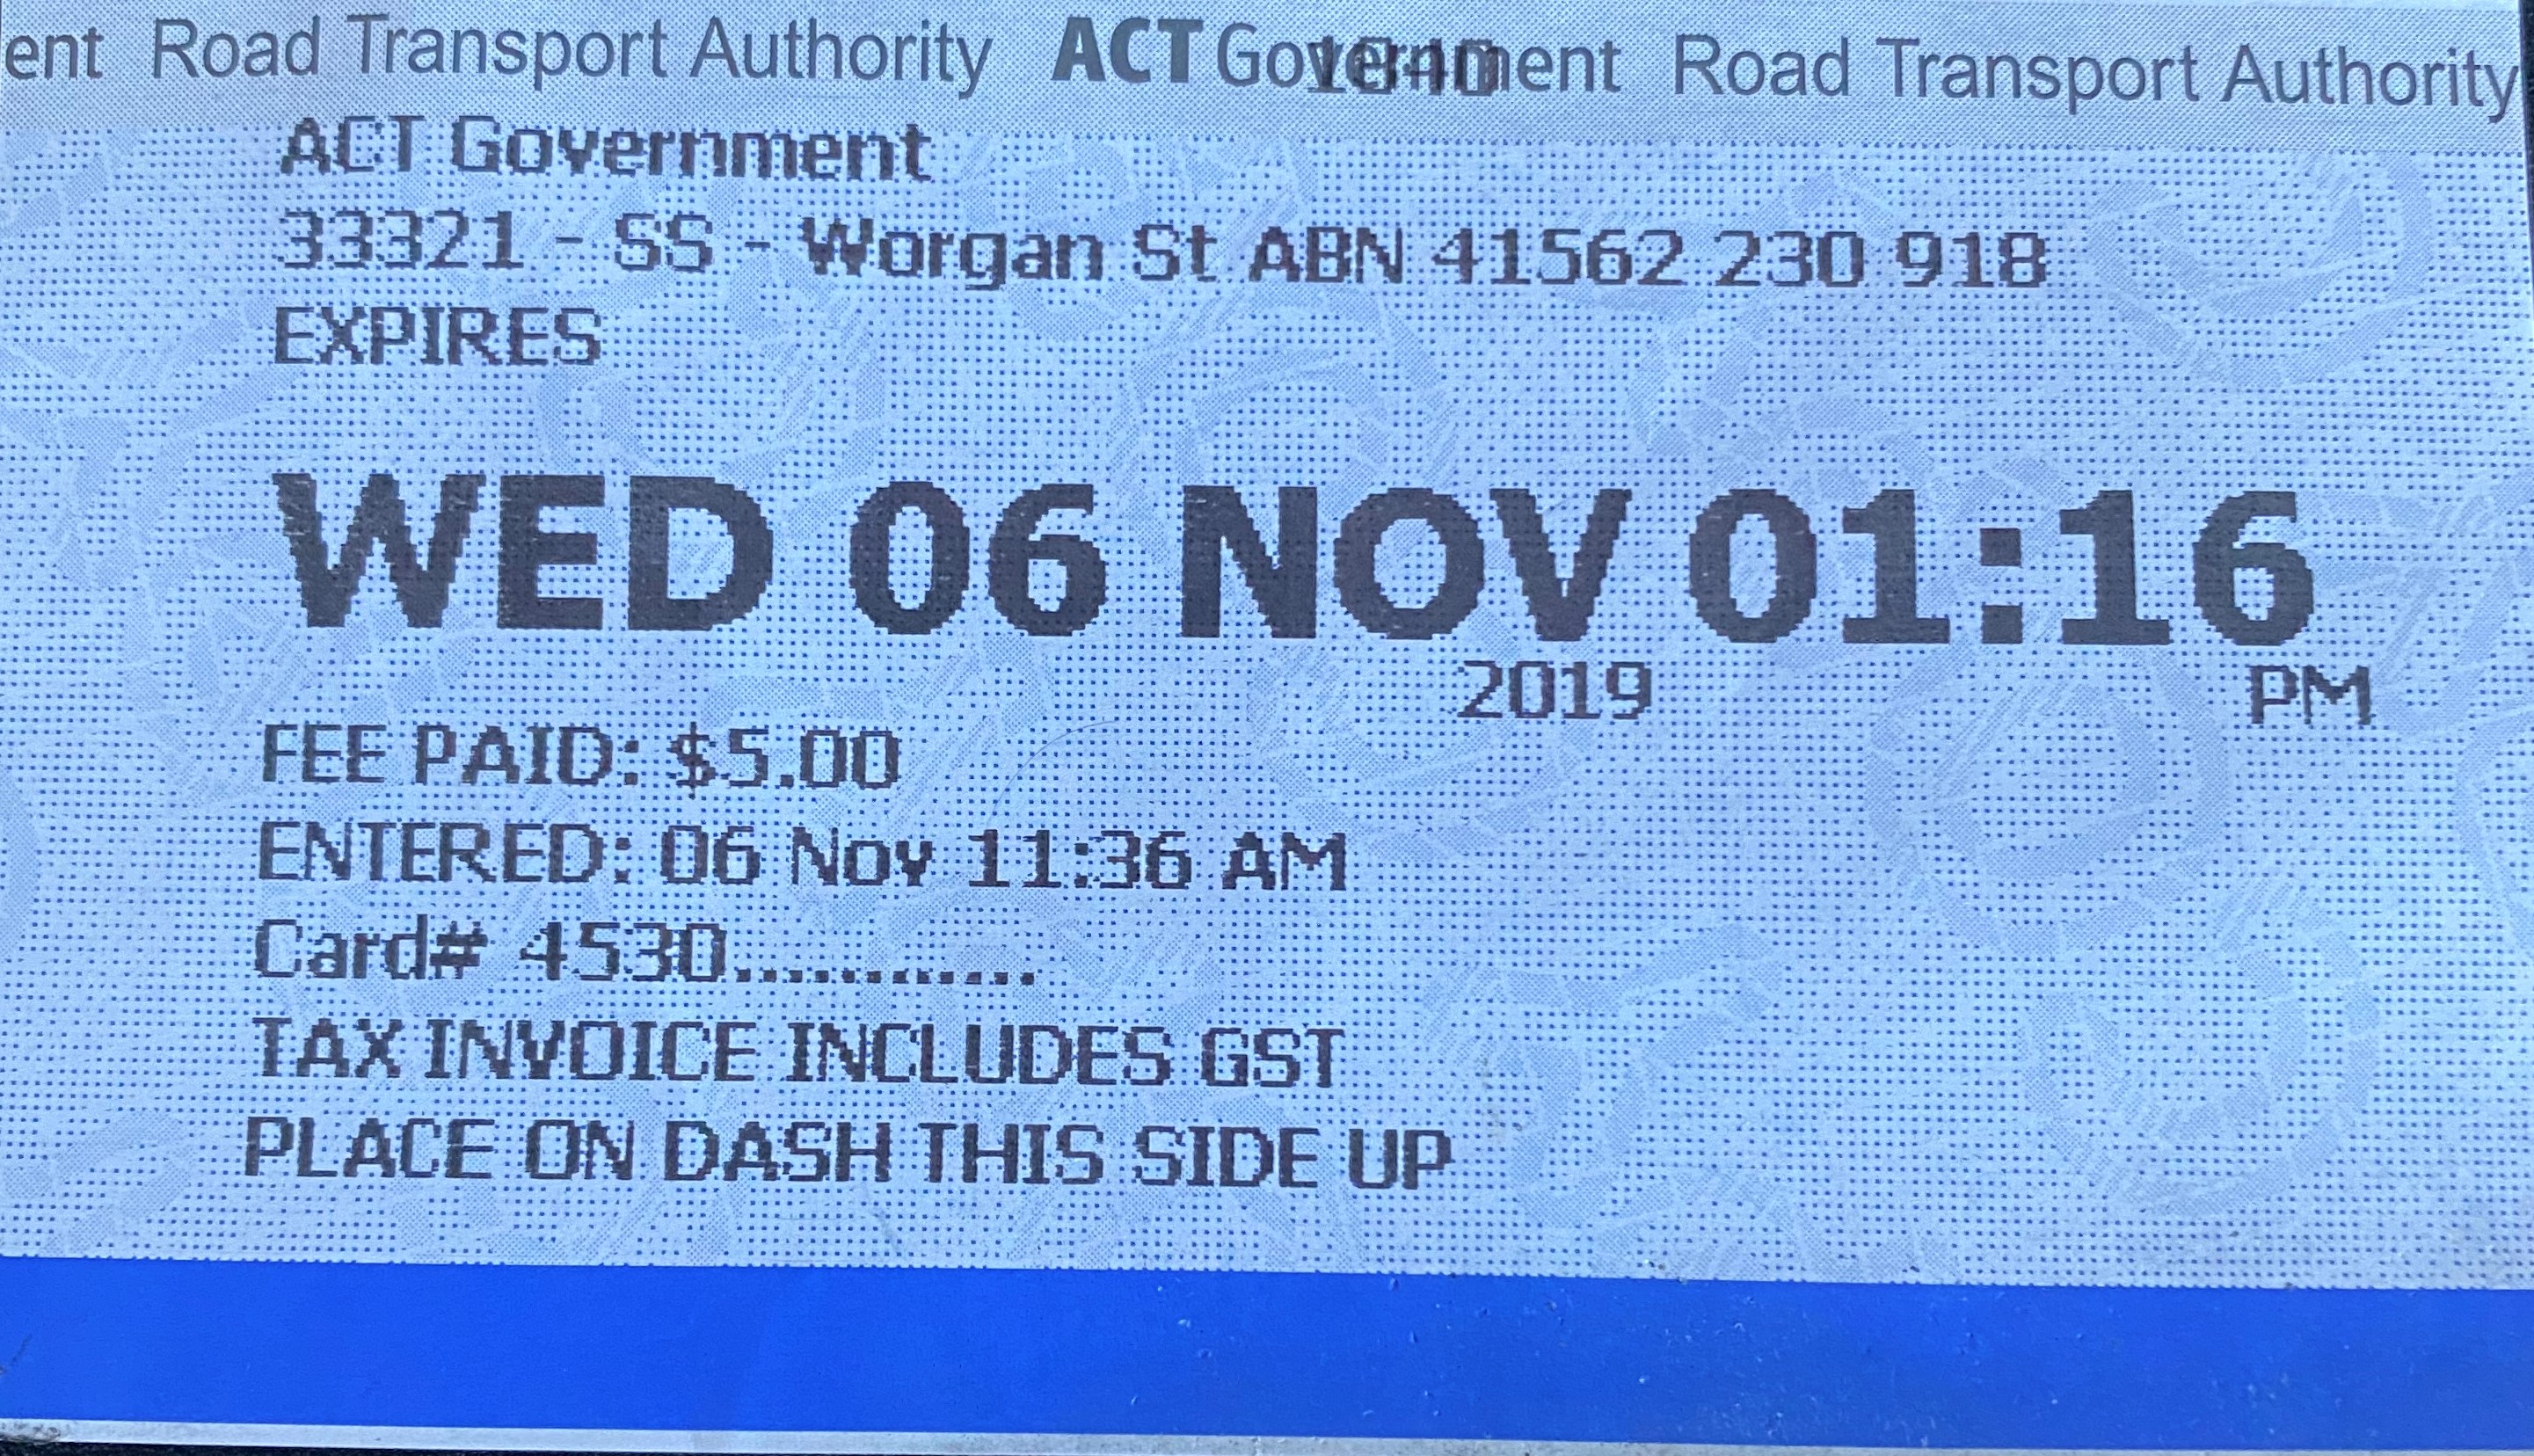 ent Road Transport Authority ACT Government Road Transport Authority
1840
ACT Government
33321 - SS - Worgan St ABN 41562 230 918
EXPIRES
WED 06 NOV 01:16
2019 PM
FEE PAID: $5.00
ENTERED: 06 Nov 11:36 AM
Card# 4530............
TAX INVOICE INCLUDES GST
PLACE ON DASH THIS SIDE UP